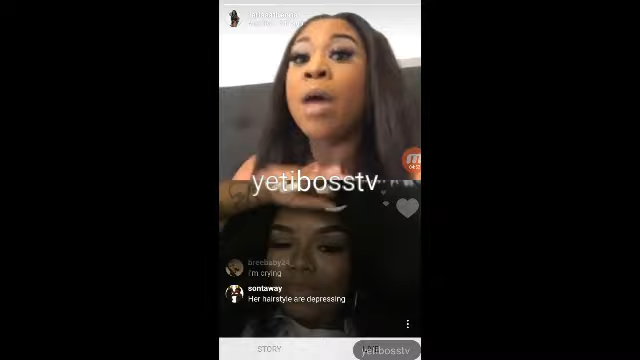 yetibosstv
breebaby24_
I'm crying
sontaway
Her hairstyle are depressing
STORY
yetibosstv